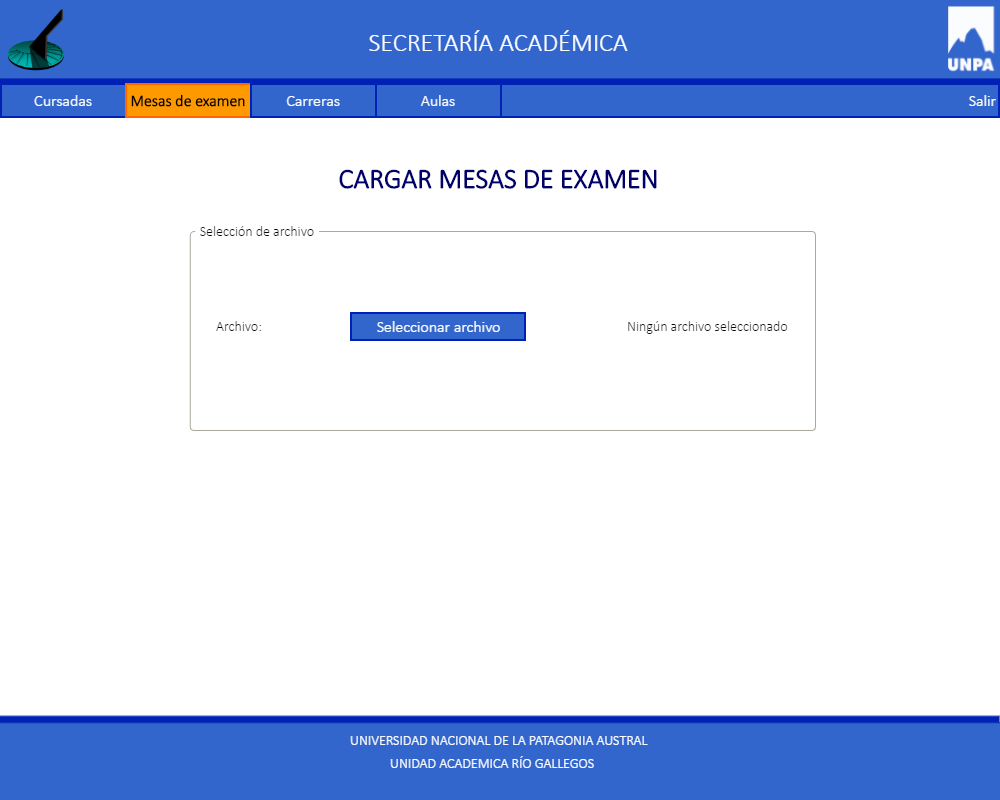 SECRETARÍA ACADÉMICA
UNPA
Cursadas
Mesas de examen
Carreras
Aulas
Salir
CARGAR MESAS DE EXAMEN
Selección de archivo
Archivo:
Seleccionar archivo
Ningún archivo seleccionado
UNIVERSIDAD NACIONAL DE LA PATAGONIA AUSTRAL
UNIDAD ACADEMICA RÍO GALLEGOS